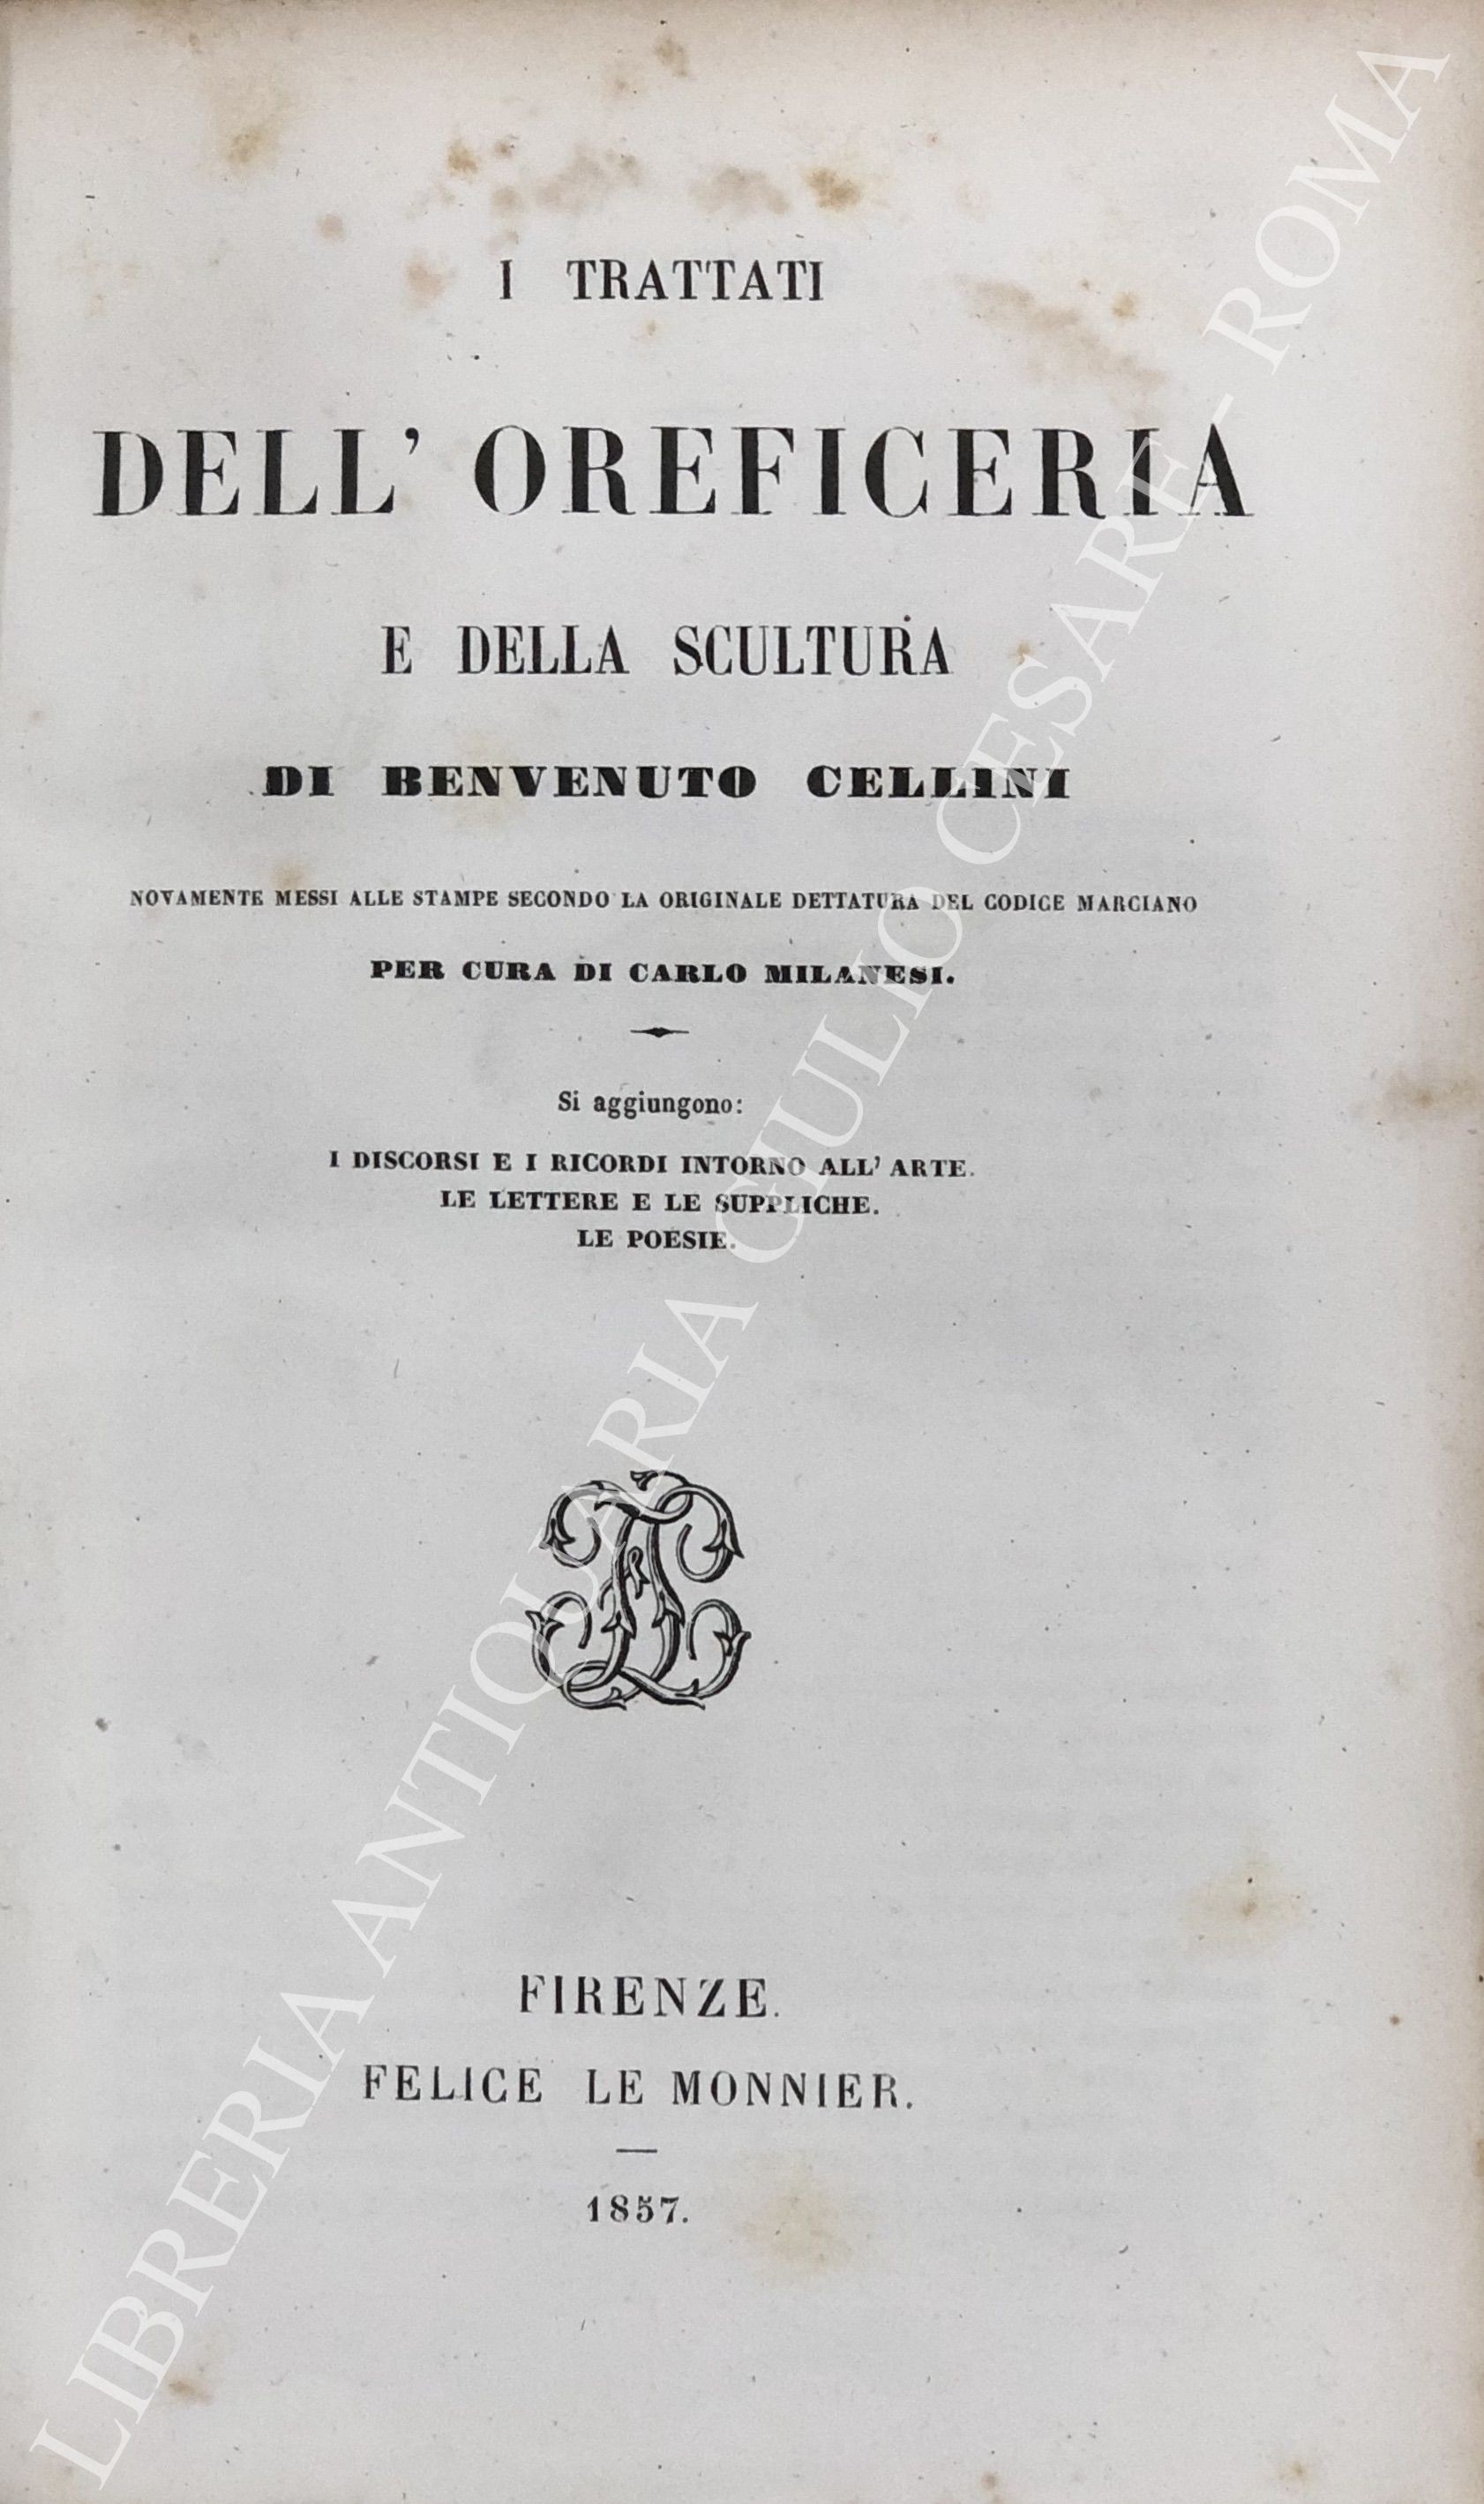 I TRATTATI
DELL' OREFICERIA
E DELLA SCULTURA
DI BENVENUTO CELLINI
NOVAMENTE MESSI ALLE STAMPE SECONDO LA ORIGINALE DETTATURA DEL CODICE MARCIANO
PER CURA DI CARLO MILANESI.
Si aggiungono:
I DISCORSI E I RICORDI INTORNO ALL' ARTE.
LE LETTERE E LE SUPPLICHE.
LE POESIE.
FIRENZE.
FELICE LE MONNIER.
1857.
LIBRERIA ANTIQUARIA GIULIO CESARE - ROMA